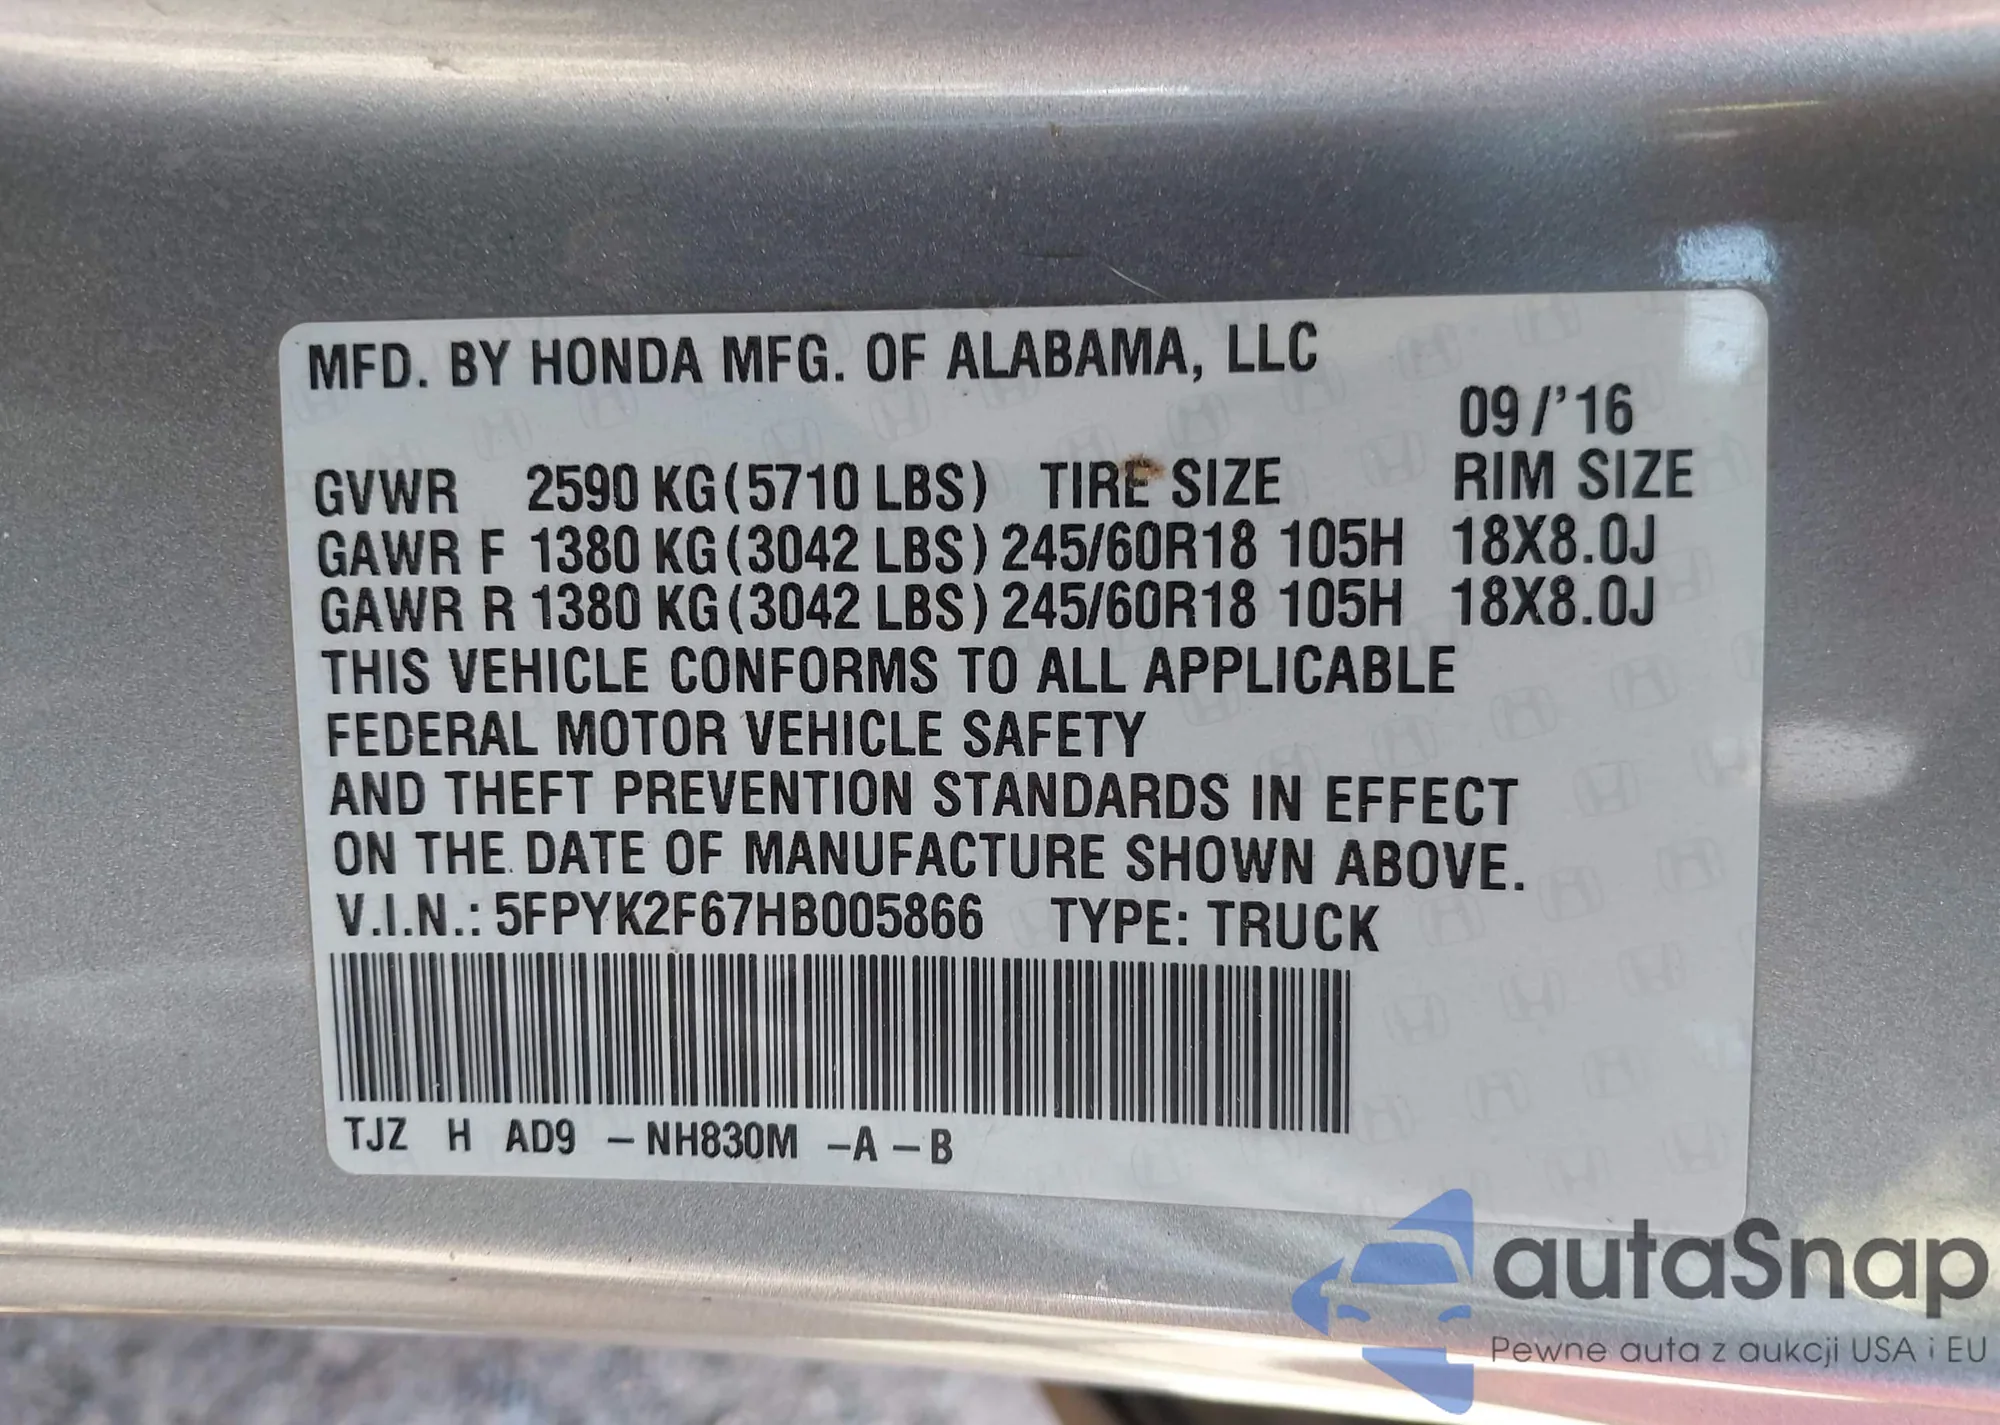 MFD. BY HONDA MFG. OF ALABAMA, LLC
09/'16
GVWR 2590 KG(5710 LBS) TIRE SIZE RIM SIZE
GAWR F 1380 KG(3042 LBS) 245/60R18 105H 18X8.0J
GAWR R 1380 KG(3042 LBS) 245/60R18 105H 18X8.0J
THIS VEHICLE CONFORMS TO ALL APPLICABLE
FEDERAL MOTOR VEHICLE SAFETY
AND THEFT PREVENTION STANDARDS IN EFFECT
ON THE DATE OF MANUFACTURE SHOWN ABOVE.
V.I.N.: 5FPYK2F67HB005866 TYPE: TRUCK
TJZ H AD9 -NH830M -A -B
autaSnap
Pewne auta z aukcji USA i EU